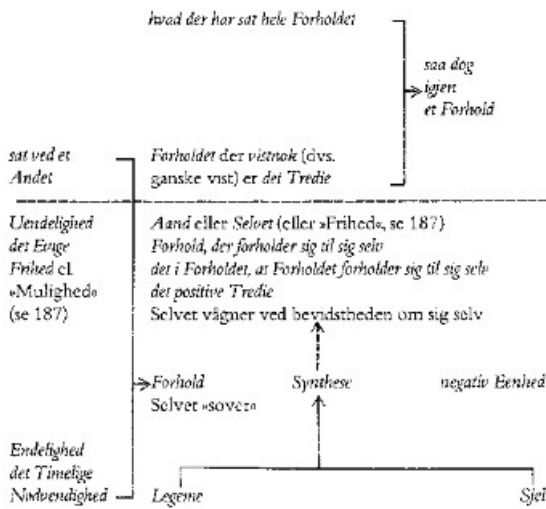 hvad der har sat hele Forholdet
saa dog
igjen
et Forhold
sat ved et
Andet
Forholdet der vistnok (dvs.
ganske vist) er det Tredie
Uendelighed
det Evige
Frihed el
»Mulighed«
(se 187)
Aand eller Selvet (eller »Frihed«, se 187)
Forhold, der forholder sig til sig selv
det i Forholdet, at Forholdet forholder sig til sig selv
det positive Tredie
Selvet vågner ved bevidstheden om sig selv
Forhold
Selvet »sover«
Synthese
negativ Eenhed
Endelighed
det Timelige
Nødvendighed
Legeme
Sjel